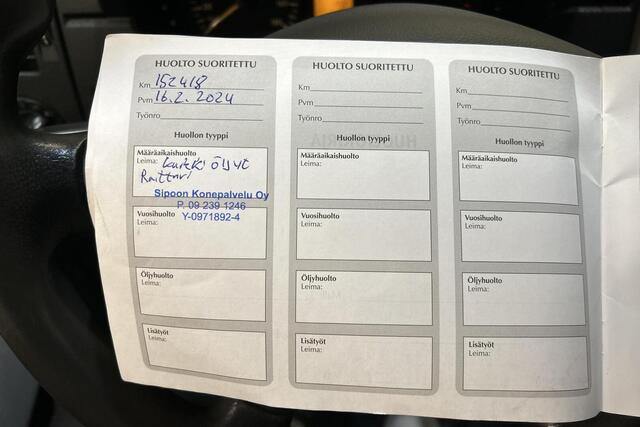 HUOLTO SUORITETTU
Km 152418
Pvm 16.2.2024
Työnro
Huollon tyyppi
Määräaikaishuolto
Leima: kaikki öljyt
Sipoon Konepalvelu Oy
P. 09 239 1246
Y-0971892-4
Vuosihuolto
Leima:
Öljyhuolto
Leima:
Lisätyöt
Leima:
HUOLTO SUORITETTU
Km
Pvm
Työnro
Huollon tyyppi
Määräaikaishuolto
Leima:
Vuosihuolto
Leima:
Öljyhuolto
Leima:
Lisätyöt
Leima:
HUOLTO SUORITETTU
Km
Pvm
Työnro
Huollon tyyppi
Määräaikaishuolto
Leima:
Vuosihuolto
Leima:
Öljyhuolto
Leima:
Lisätyöt
Leima: